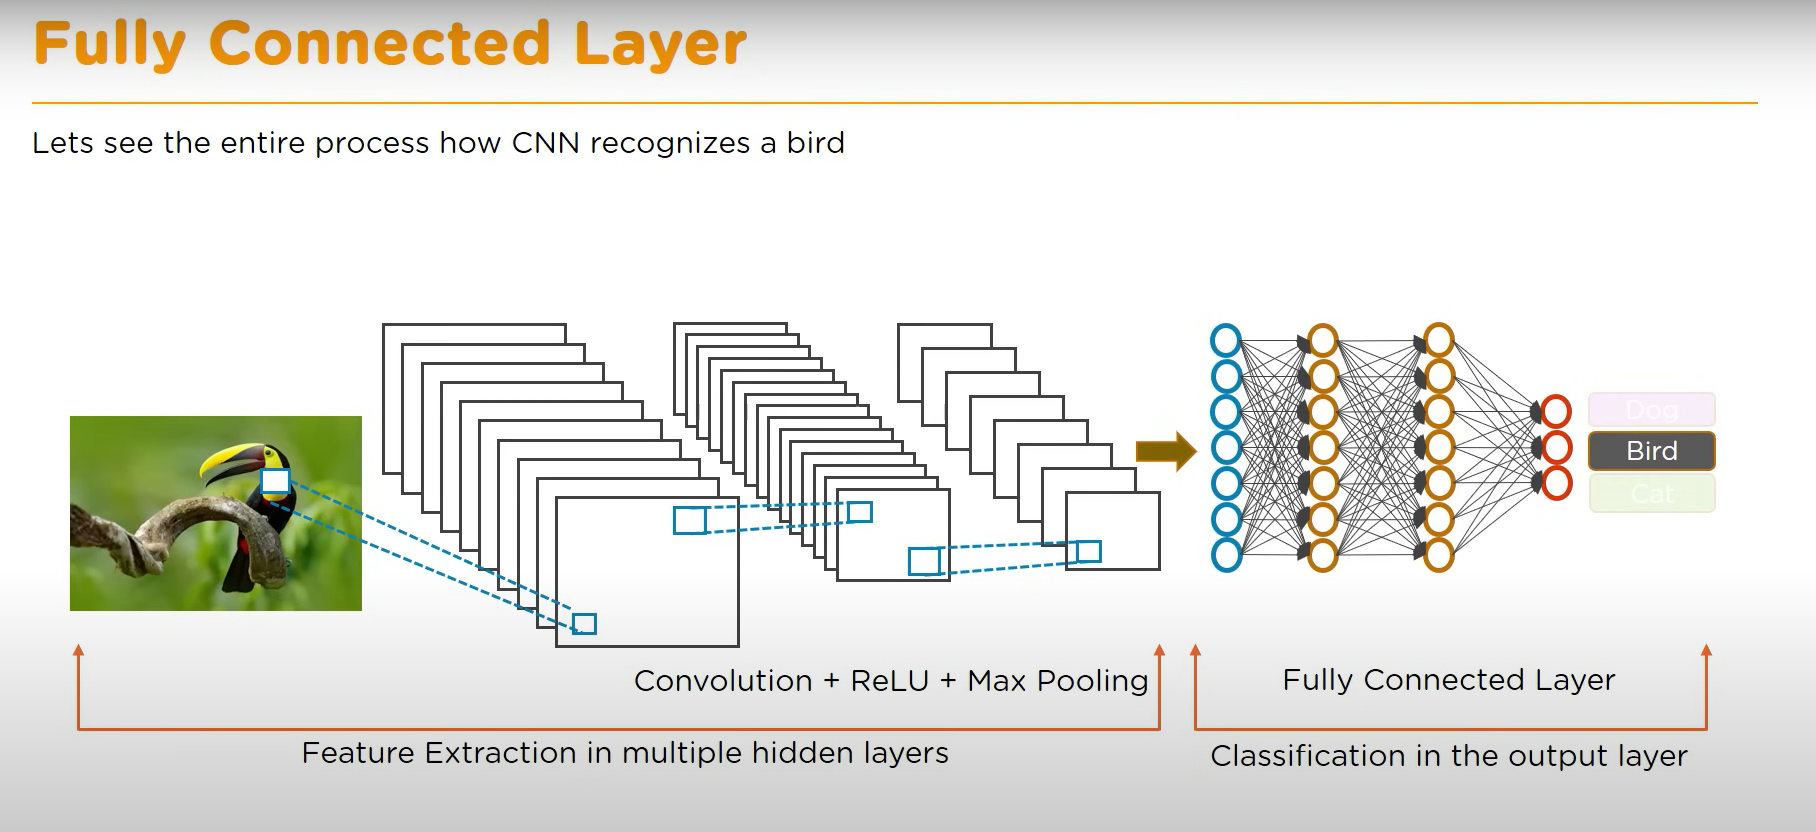 Fully Connected Layer
Lets see the entire process how CNN recognizes a bird
Dog
Bird
Cat
Convolution + ReLU + Max Pooling
Fully Connected Layer
Feature Extraction in multiple hidden layers
Classification in the output layer